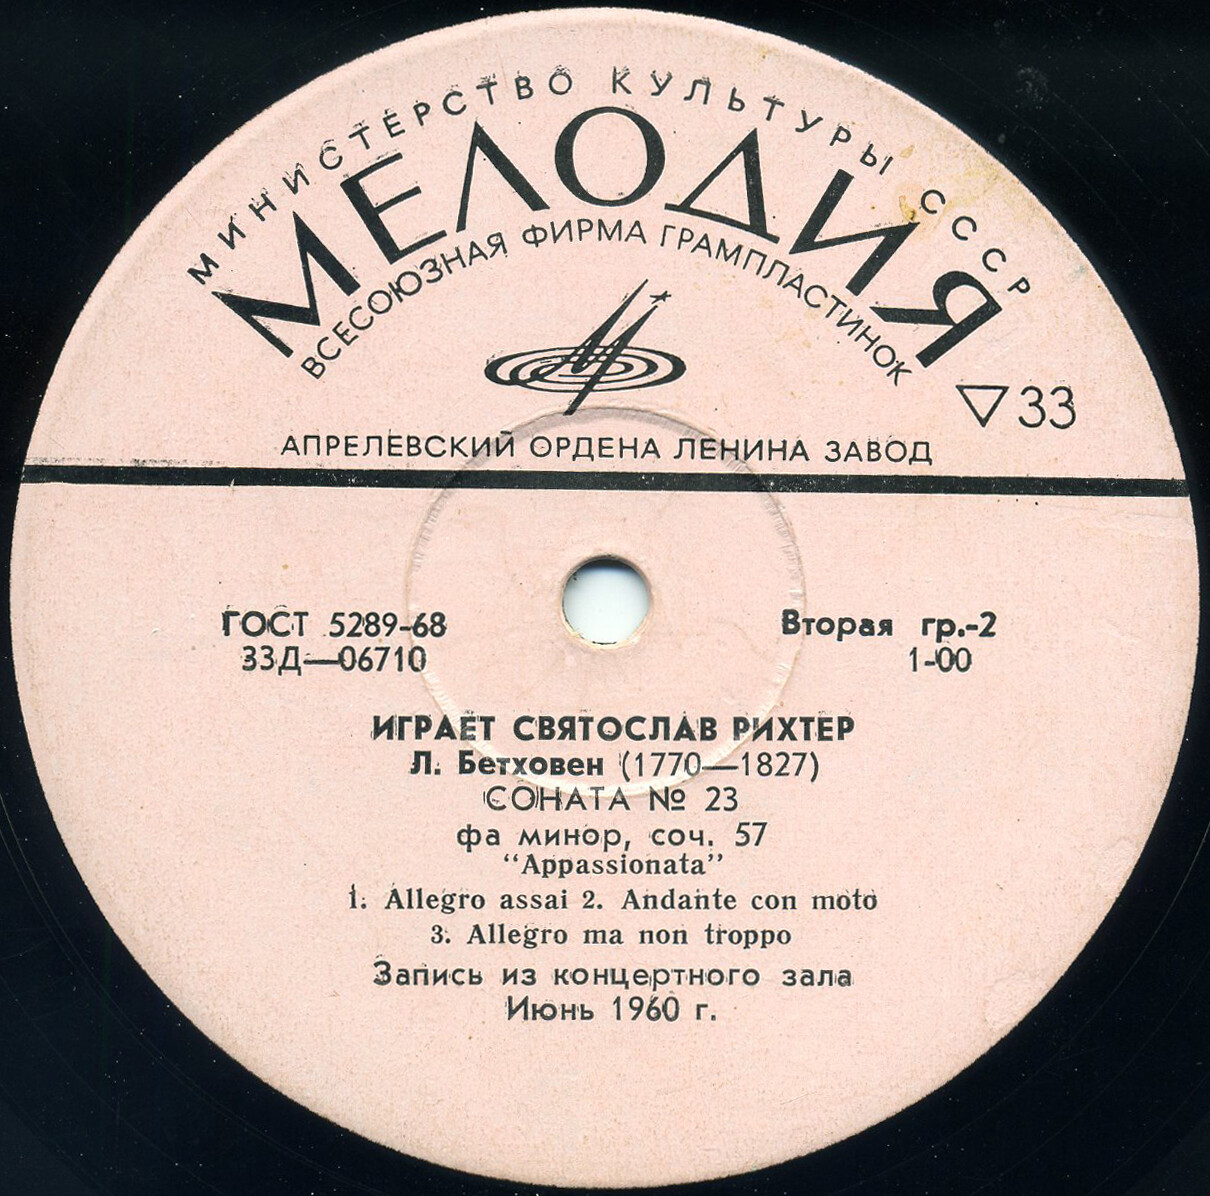 МИНИСТЕРСТВО КУЛЬТУРЫ СССР
МЕЛОДИЯ
ВСЕСОЮЗНАЯ ФИРМА ГРАМПЛАСТИНОК
33
АПРЕЛЕВСКИЙ ОРДЕНА ЛЕНИНА ЗАВОД
ГОСТ 5289-68
33Д—06710
Вторая гр.-2
1-00
ИГРАЕТ СВЯТОСЛАВ РИХТЕР
Л. Бетховен (1770—1827)
СОНАТА № 23
фа минор, соч. 57
“Appassionata”
1. Allegro assai 2. Andante con moto
3. Allegro ma non troppo
Запись из концертного зала
Июнь 1960 г.